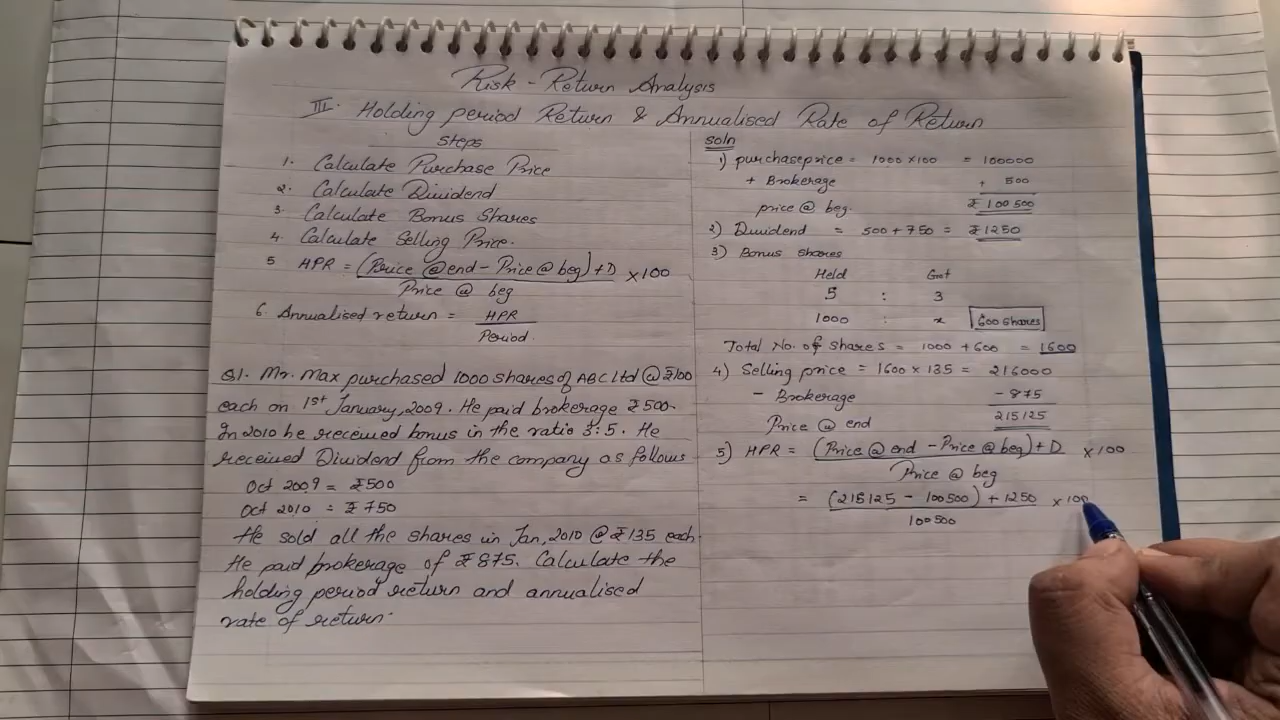 Risk - Return Analysis
III. Holding period Return & Annualised Rate of Return
Steps
1. Calculate Purchase Price
2. Calculate Dividend
3 Calculate Bonus Shares
4. Calculate Selling Price.
5 HPR = (Price @ end - Price @ beg) + D × 100
Price @ beg
6. Annualised return = HPR
Period.
Q1. Mr. Max purchased 1000 shares of ABC Ltd @ ₹100
each on 1st January, 2009. He paid brokerage ₹500.
In 2010 he received bonus in the ratio 3:5. He
received Dividend from the company as follows
Oct 2009 = ₹500
Oct 2010 = ₹750
He sold all the shares in Jan, 2010 @ ₹135 each
He paid brokerage of ₹875. Calculate the
holding period return and annualised
rate of return.
Soln
1) purchase price = 1000 × 100 = 100000
+ Brokerage + 500
price @ beg. ₹ 100500
2) Dividend = 500 + 750 = ₹1250
3) Bonus shares
Held Got
5 : 3
1000 : x 600 shares
Total No. of shares = 1000 + 600 = 1600
4) Selling price = 1600 × 135 = 216000
- Brokerage - 875
Price @ end 215125
5) HPR = (Price @ end - Price @ beg) + D × 100
Price @ beg
= (215125 - 100500) + 1250 × 100
100500